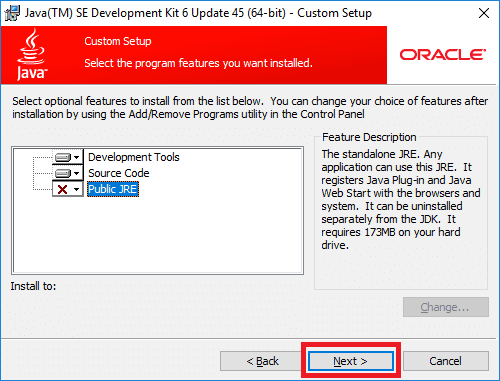 Java(TM) SE Development Kit 6 Update 45 (64-bit) - Custom Setup
Custom Setup
Select the program features you want installed.
Java
ORACLE
Select optional features to install from the list below. You can change your choice of features after
installation by using the Add/Remove Programs utility in the Control Panel
Development Tools
Source Code
Public JRE
Feature Description
The standalone JRE. Any
application can use this JRE. It
registers Java Plug-in and Java
Web Start with the browsers and
system. It can be uninstalled
separately from the JDK. It
requires 173MB on your hard
drive.
Install to:
Change...
< Back
Next >
Cancel